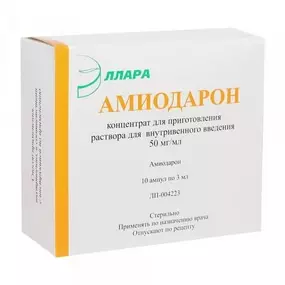 ЭЛЛАРА
АМИОДАРОН
концентрат для приготовления
раствора для внутривенного введения
50 мг/мл
Амиодарон
10 ампул по 3 мл
ЛП-004221
Стерильно
Применять по назначению врача
Отпускают по рецепту